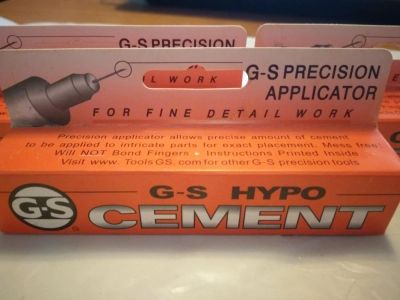 G-S PRECISION
L WORK
G-S PRECISION
APPLICATOR
FOR FINE DETAIL WORK
Precision applicator allows precise amount of cement
to be applied to intricate parts for exact placement. Mess free!
Will NOT Bond Fingers • Instructions Printed Inside
Visit www.ToolsGS.com for other G-S precision tools
G-S
G-S HYPO
CEMENT